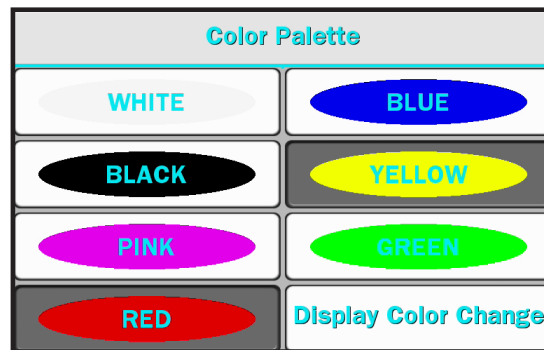 Color Palette
WHITE
BLUE
BLACK
YELLOW
PINK
GREEN
RED
Display Color Change